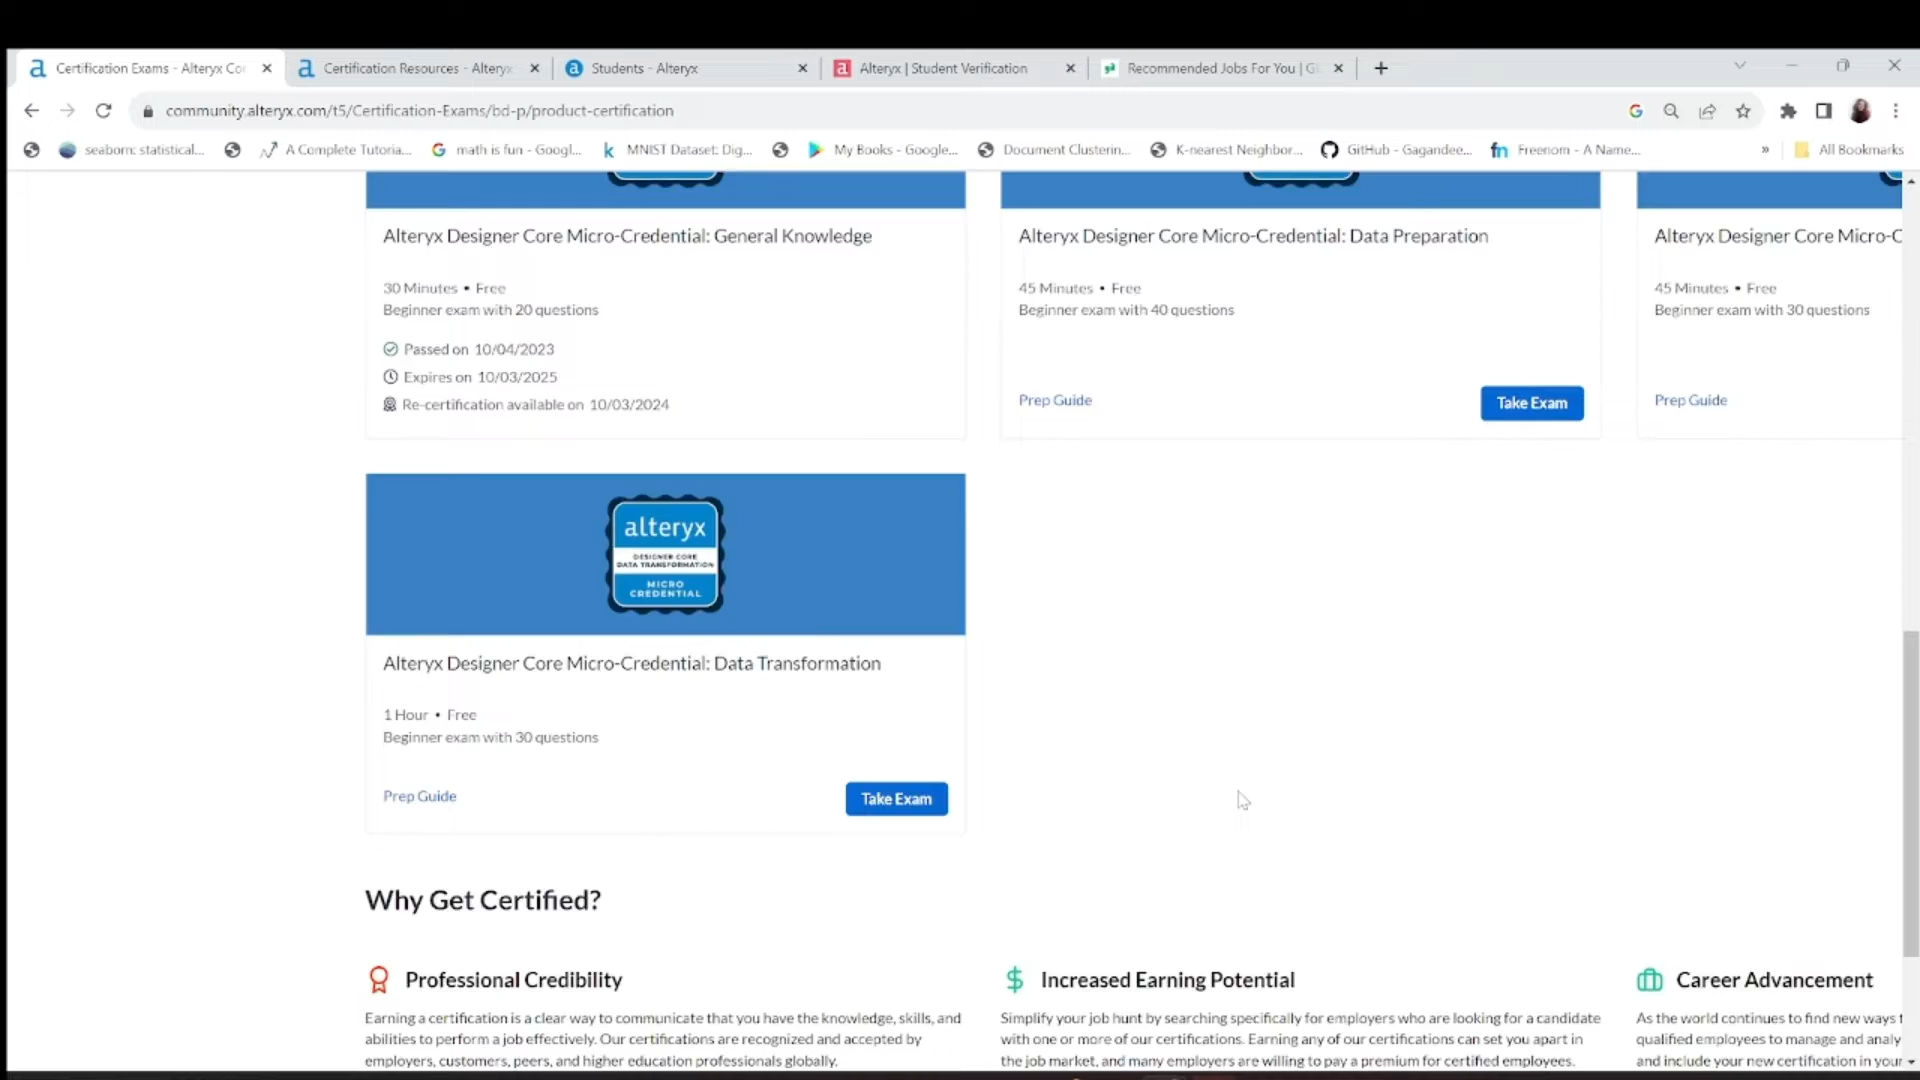 Certification Exams - Alteryx Co
Certification Resources - Alteryx
Students - Alteryx
Alteryx | Student Verification
Recommended Jobs For You | G
community.alteryx.com/t5/Certification-Exams/bd-p/product-certification
seaborn: statistical...
A Complete Tutoria...
math is fun - Googl...
MNIST Dataset: Dig...
My Books - Google...
Document Clusterin...
K-nearest Neighbor...
GitHub - Gagandee...
Freenom - A Name...
All Bookmarks
Alteryx Designer Core Micro-Credential: General Knowledge
30 Minutes • Free
Beginner exam with 20 questions
Passed on 10/04/2023
Expires on 10/03/2025
Re-certification available on 10/03/2024
Alteryx Designer Core Micro-Credential: Data Preparation
45 Minutes • Free
Beginner exam with 40 questions
Prep Guide
Take Exam
Alteryx Designer Core Micro-C
45 Minutes • Free
Beginner exam with 30 questions
Prep Guide
alteryx
DESIGNER CORE
DATA TRANSFORMATION
MICRO
CREDENTIAL
Alteryx Designer Core Micro-Credential: Data Transformation
1 Hour • Free
Beginner exam with 30 questions
Prep Guide
Take Exam
Why Get Certified?
Professional Credibility
Earning a certification is a clear way to communicate that you have the knowledge, skills, and
abilities to perform a job effectively. Our certifications are recognized and accepted by
employers, customers, peers, and higher education professionals globally.
Increased Earning Potential
Simplify your job hunt by searching specifically for employers who are looking for a candidate
with one or more of our certifications. Earning any of our certifications can set you apart in
the job market, and many employers are willing to pay a premium for certified employees.
Career Advancement
As the world continues to find new ways
qualified employees to manage and analy
and include your new certification in your